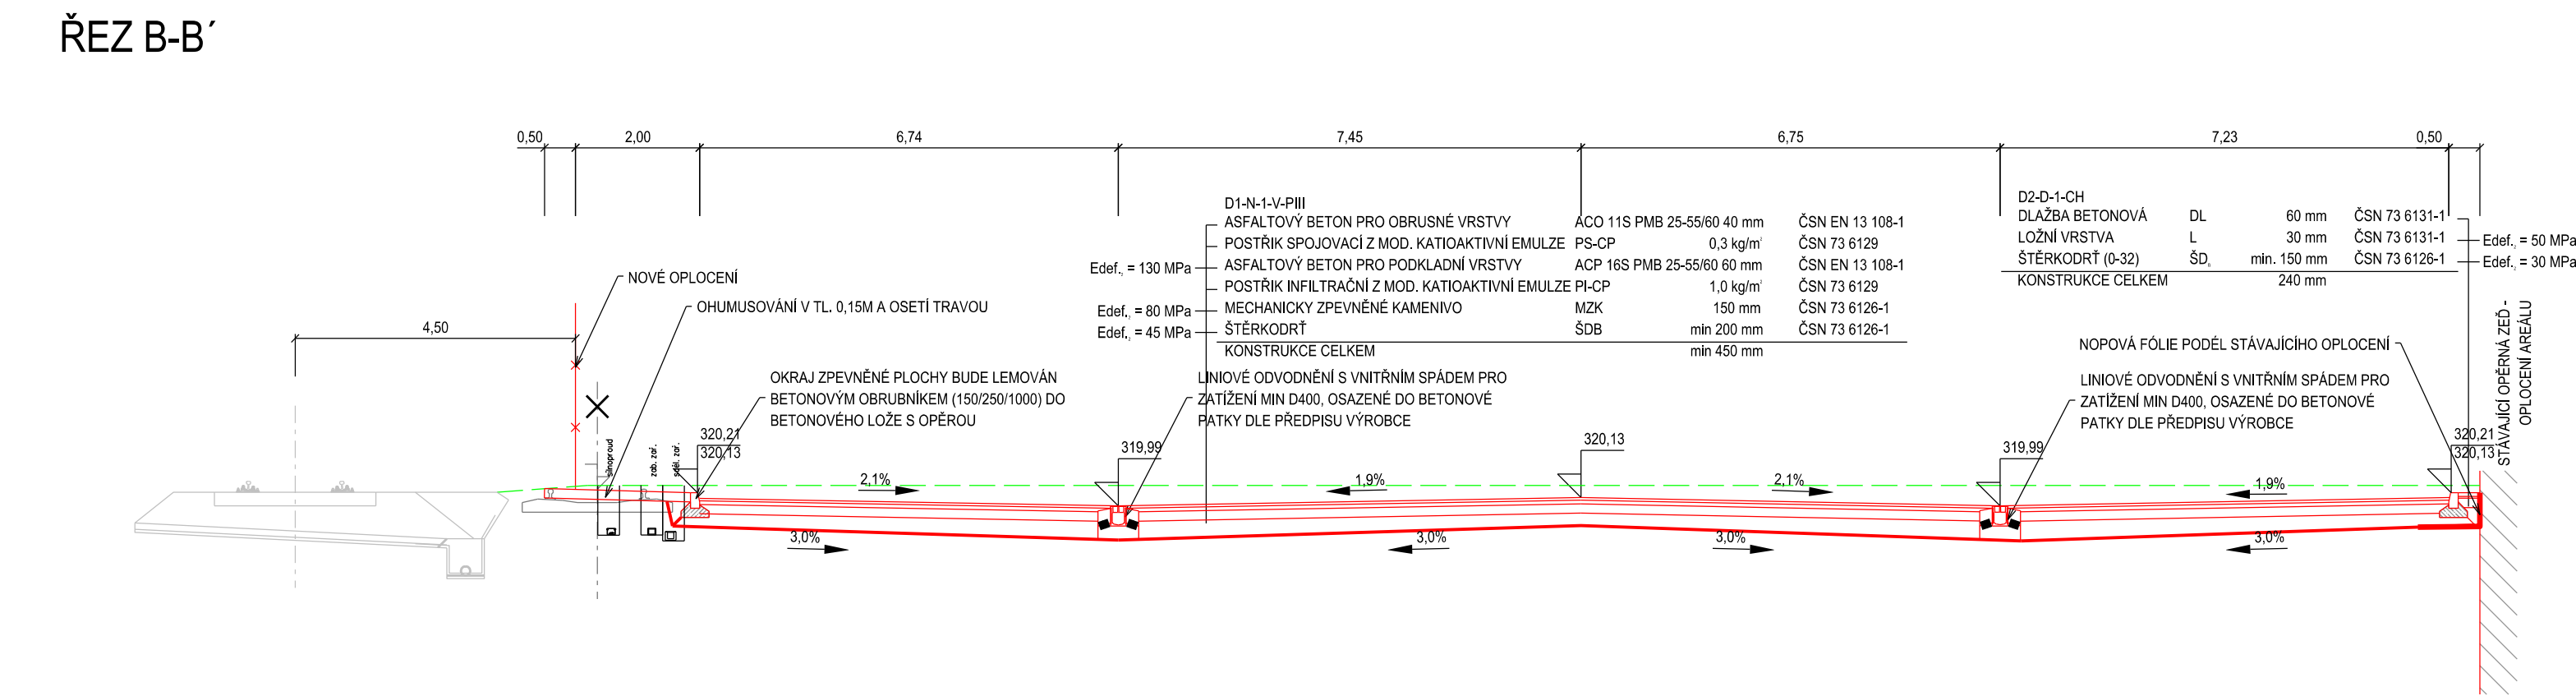 ŘEZ B-B´
0,50 2,00 6,74 7,45 6,75 7,23 0,50
D1-N-1-V-PIII
ASFALTOVÝ BETON PRO OBRUSNÉ VRSTVY ACO 11S PMB 25-55/60 40 mm ČSN EN 13 108-1
POSTŘIK SPOJOVACÍ Z MOD. KATIOAKTIVNÍ EMULZE PS-CP 0,3 kg/m² ČSN 73 6129
Edef.₂ = 130 MPa ASFALTOVÝ BETON PRO PODKLADNÍ VRSTVY ACP 16S PMB 25-55/60 60 mm ČSN EN 13 108-1
POSTŘIK INFILTRAČNÍ Z MOD. KATIOAKTIVNÍ EMULZE PI-CP 1,0 kg/m² ČSN 73 6129
Edef.₂ = 80 MPa MECHANICKY ZPEVNĚNÉ KAMENIVO MZK 150 mm ČSN 73 6126-1
Edef.₂ = 45 MPa ŠTĚRKODRŤ ŠDB min 200 mm ČSN 73 6126-1
KONSTRUKCE CELKEM min 450 mm
D2-D-1-CH
DLAŽBA BETONOVÁ DL 60 mm ČSN 73 6131-1
LOŽNÍ VRSTVA L 30 mm ČSN 73 6131-1 Edef.₂ = 50 MPa
ŠTĚRKODRŤ (0-32) ŠD min. 150 mm ČSN 73 6126-1 Edef.₂ = 30 MPa
KONSTRUKCE CELKEM 240 mm
NOVÉ OPLOCENÍ
OHUMUSOVÁNÍ V TL. 0,15M A OSETÍ TRAVOU
4,50
OKRAJ ZPEVNĚNÉ PLOCHY BUDE LEMOVÁN
BETONOVÝM OBRUBNÍKEM (150/250/1000) DO
BETONOVÉHO LOŽE S OPĚROU
LINIOVÉ ODVODNĚNÍ S VNITŘNÍM SPÁDEM PRO
ZATÍŽENÍ MIN D400, OSAZENÉ DO BETONOVÉ
PATKY DLE PŘEDPISU VÝROBCE
NOPOVÁ FÓLIE PODÉL STÁVAJÍCÍHO OPLOCENÍ
LINIOVÉ ODVODNĚNÍ S VNITŘNÍM SPÁDEM PRO
ZATÍŽENÍ MIN D400, OSAZENÉ DO BETONOVÉ
PATKY DLE PŘEDPISU VÝROBCE
STÁVAJÍCÍ OPĚRNÁ ZEĎ -
OPLOCENÍ AREÁLU
silnoproud
zab. zař.
sděl. zař.
320,21
320,13
319,99
320,13
319,99
320,21
320,13
2,1% 1,9% 2,1% 1,9%
3,0% 3,0% 3,0% 3,0%